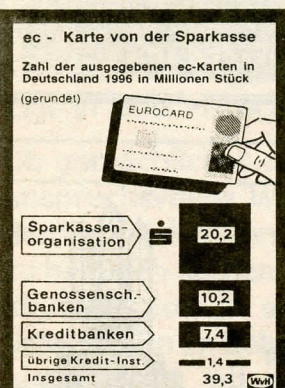 ec - Karte von der Sparkasse
Zahl der ausgegebenen ec-Karten in
Deutschland 1996 in Millionen Stück
(gerundet)
EUROCARD
Sparkassen-
organisation
20,2
Genossensch.-
banken
10,2
Kreditbanken
7,4
übrige Kredit-Inst.
1,4
Insgesamt
39,3
WvH